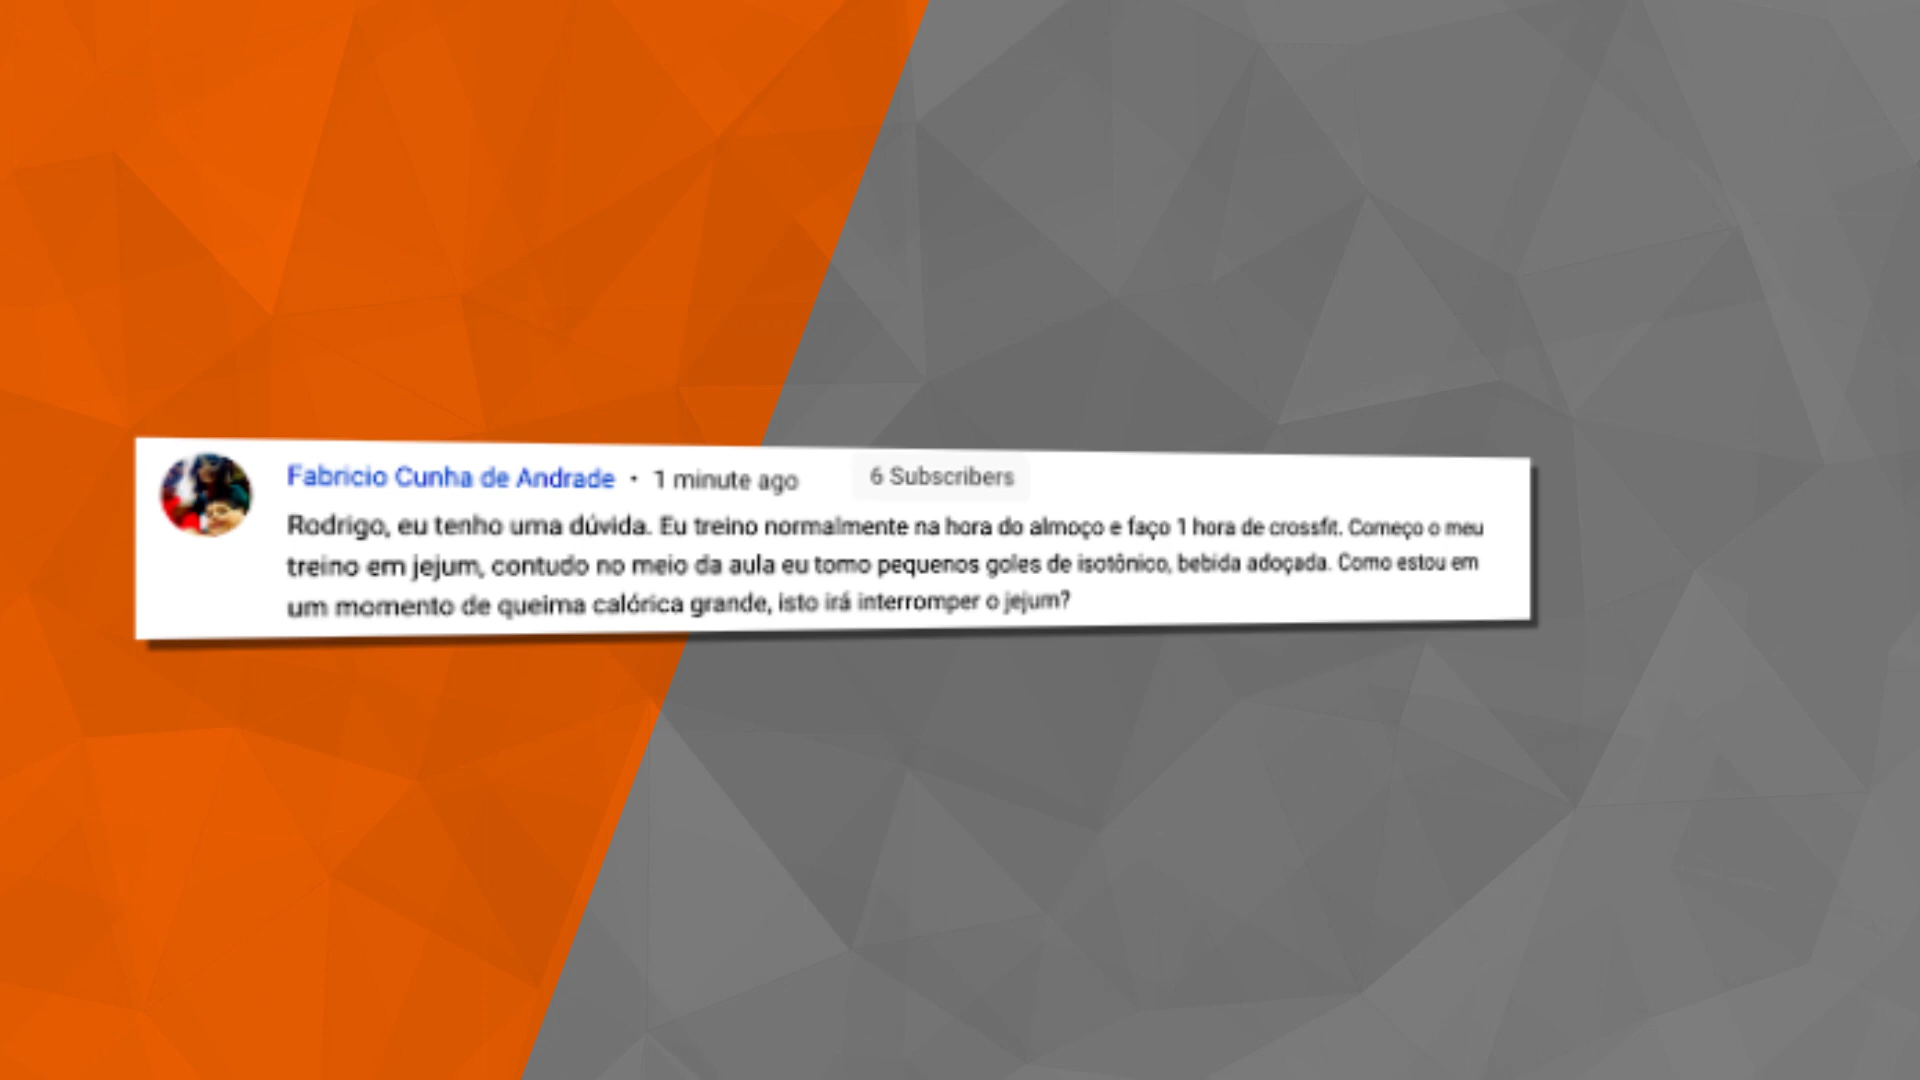 Fabricio Cunha de Andrade · 1 minute ago 6 Subscribers
Rodrigo, eu tenho uma dúvida. Eu treino normalmente na hora do almoço e faço 1 hora de crossfit. Começo o meu
treino em jejum, contudo no meio da aula eu tomo pequenos goles de isotônico, bebida adoçada. Como estou em
um momento de queima calórica grande, isto irá interromper o jejum?